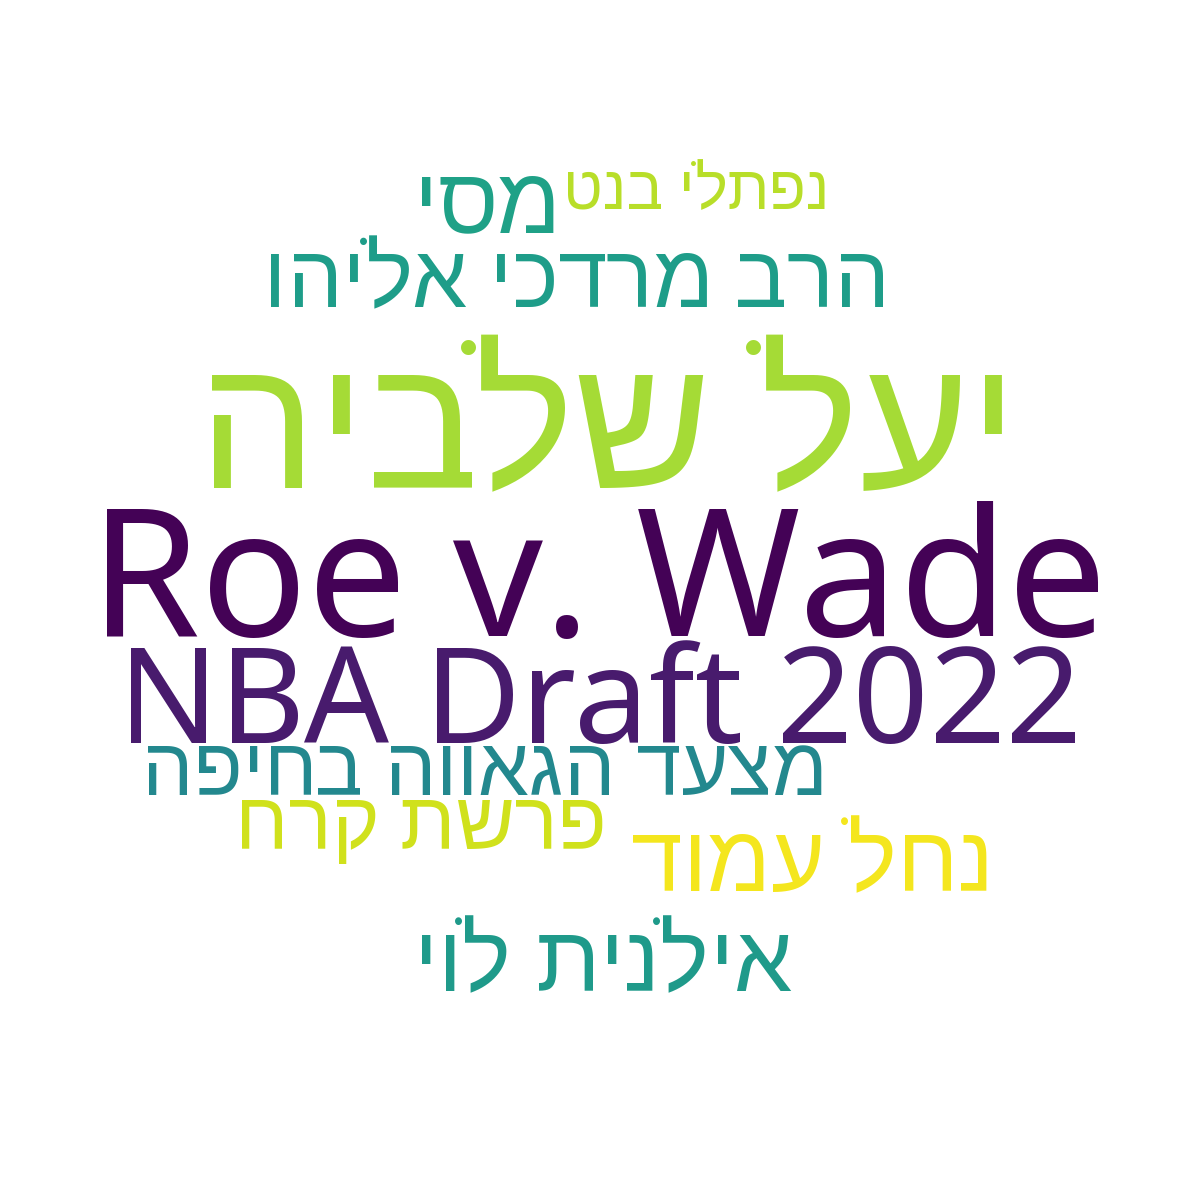 נפתלי בנט
מסי
הרב מרדכי אליהו
יעל שלביה
Roe v. Wade
NBA Draft 2022
מצעד הגאווה בחיפה
פרשת קרח
נחל עמוד
אילנית לוי